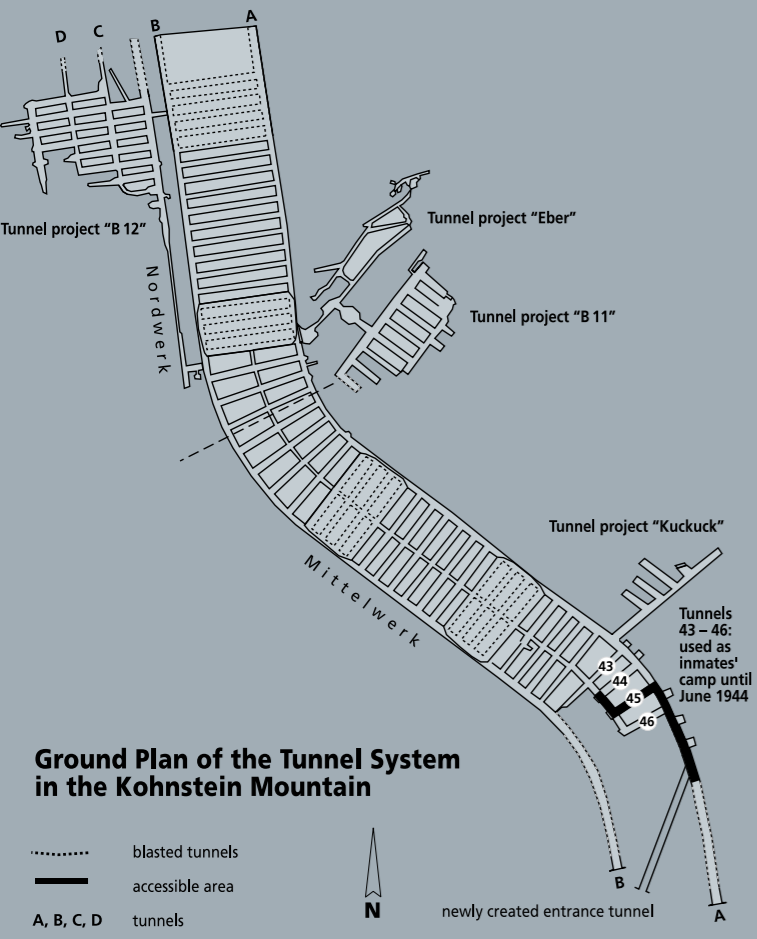 D
C
B
A
Tunnel project "B 12"
Nordwerk
Tunnel project "Eber"
Tunnel project "B 11"
Mittelwerk
Tunnel project "Kuckuck"
Tunnels
43 – 46:
used as
inmates'
camp until
June 1944
43
44
45
46
Ground Plan of the Tunnel System
in the Kohnstein Mountain
blasted tunnels
accessible area
A, B, C, D tunnels
N
B
newly created entrance tunnel
A